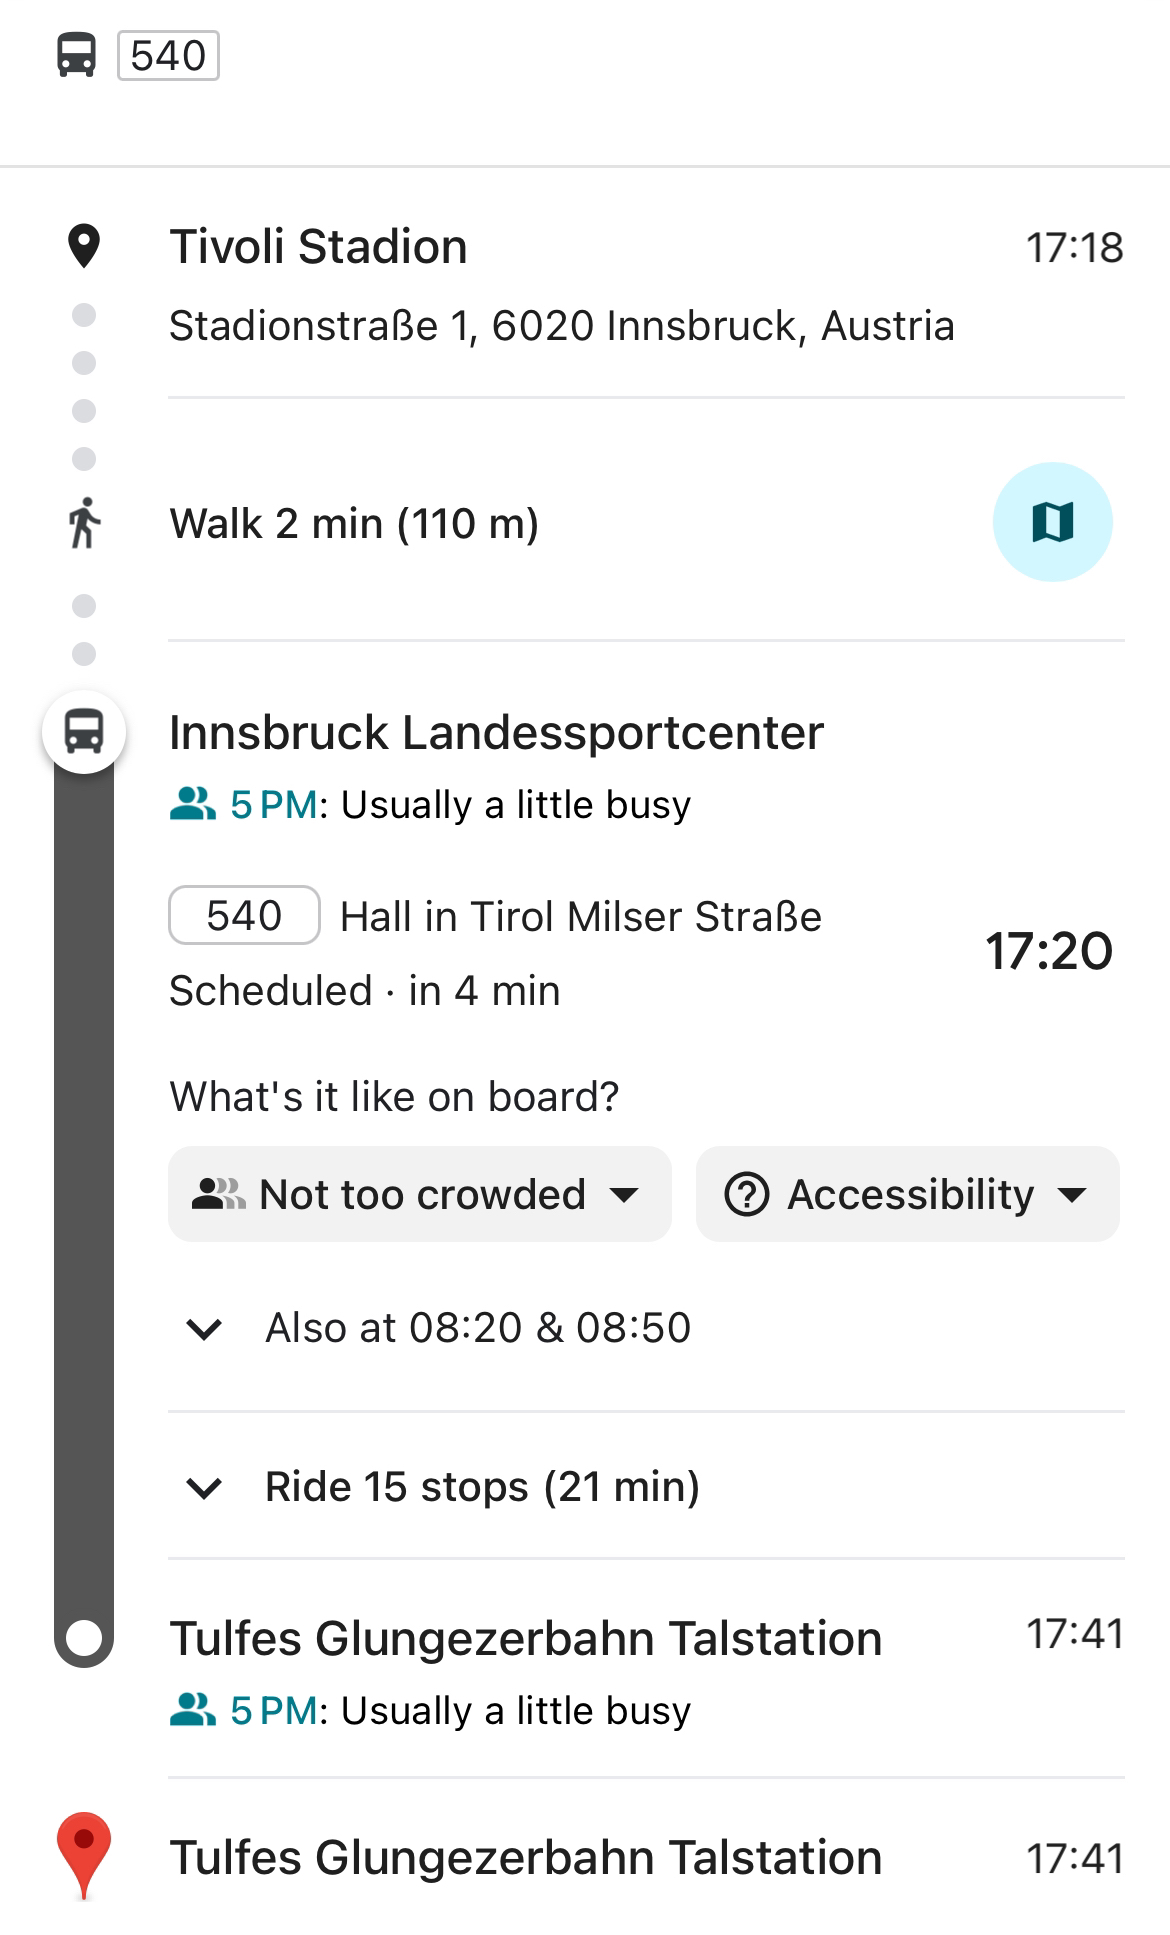 540
Tivoli Stadion 17:18
Stadionstraße 1, 6020 Innsbruck, Austria
Walk 2 min (110 m)
Innsbruck Landessportcenter
5 PM: Usually a little busy
540 Hall in Tirol Milser Straße
17:20
Scheduled · in 4 min
What's it like on board?
Not too crowded Accessibility
Also at 08:20 & 08:50
Ride 15 stops (21 min)
Tulfes Glungezerbahn Talstation 17:41
5 PM: Usually a little busy
Tulfes Glungezerbahn Talstation 17:41